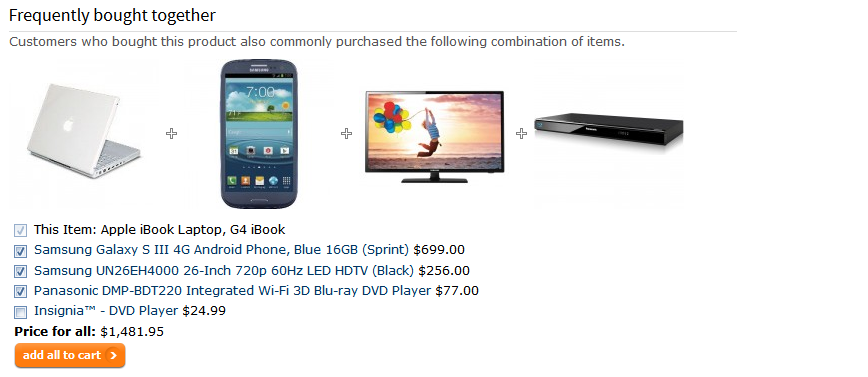 Frequently bought together
Customers who bought this product also commonly purchased the following combination of items.
SAMSUNG
7:00
This Item: Apple iBook Laptop, G4 iBook
Samsung Galaxy S III 4G Android Phone, Blue 16GB (Sprint) $699.00
Samsung UN26EH4000 26-Inch 720p 60Hz LED HDTV (Black) $256.00
Panasonic DMP-BDT220 Integrated Wi-Fi 3D Blu-ray DVD Player $77.00
Insignia™ - DVD Player $24.99
Price for all: $1,481.95
add all to cart